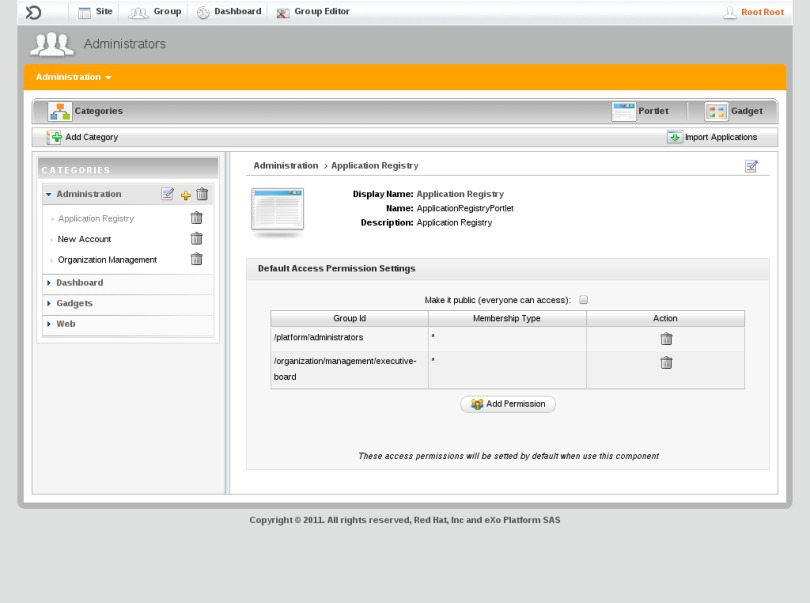 Site Group Dashboard Group Editor Root Root
Administrators
Administration
Categories Portlet Gadget
Add Category Import Applications
CATEGORIES
Administration
Application Registry
New Account
Organization Management
Dashboard
Gadgets
Web
Administration > Application Registry
Display Name: Application Registry
Name: ApplicationRegistryPortlet
Description: Application Registry
Default Access Permission Settings
Make it public (everyone can access):
Group Id Membership Type Action
/platform/administrators *
/organization/management/executive- *
board
Add Permission
These access permissions will be setted by default when use this component
Copyright © 2011. All rights reserved, Red Hat, Inc and eXo Platform SAS